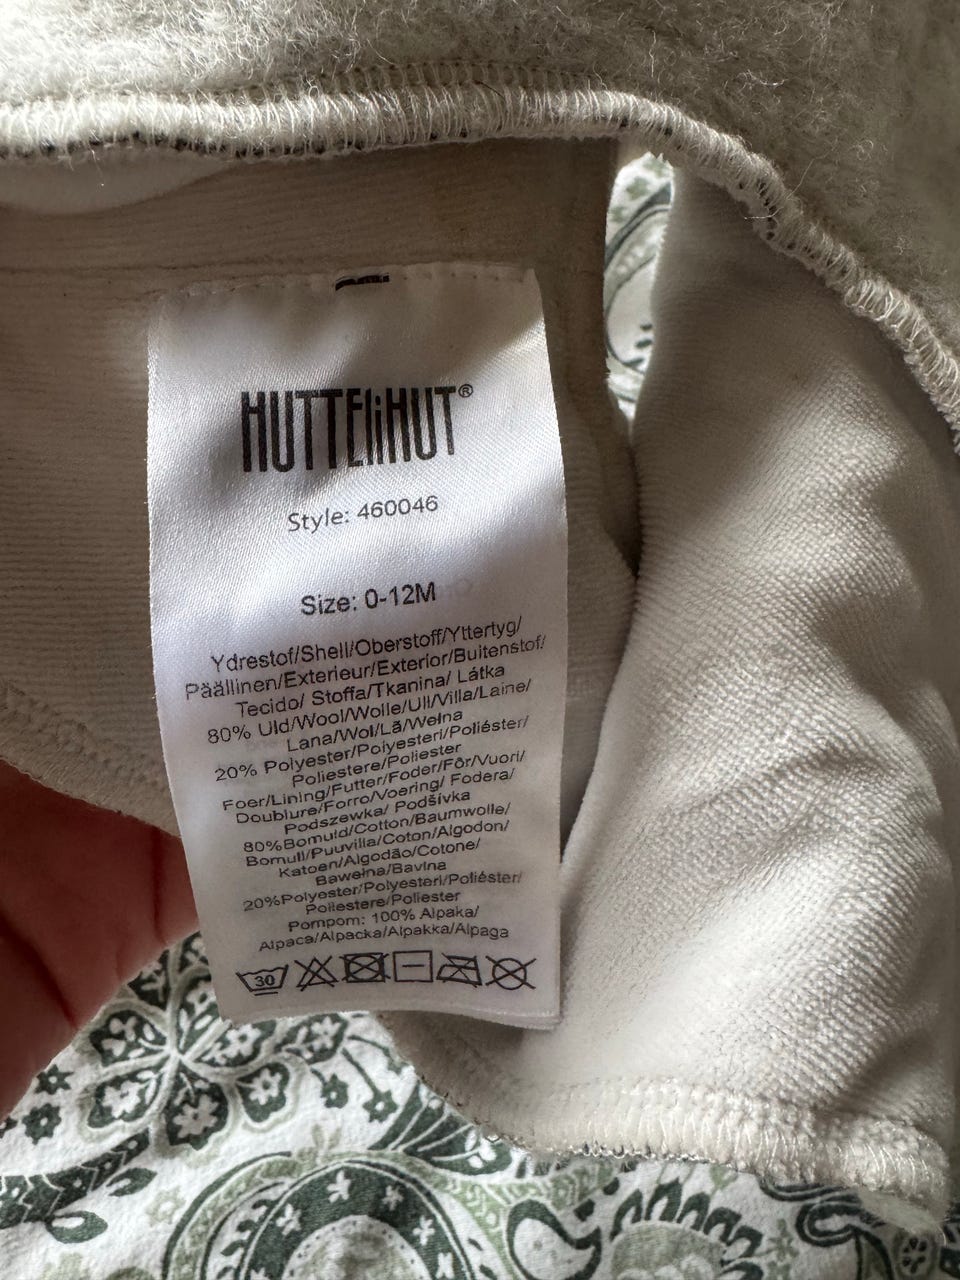 HUTTEliHUT®
Style: 460046
Size: 0-12M
Ydrestof/Shell/Oberstoff/Yttertyg/
Päällinen/Exterieur/Exterior/Buitenstof/
Tecido/ Stoffa/Tkanina/ Látka
80% Uld/Wool/Wolle/Ull/Villa/Laine/
Lana/Wol/Lã/Wełna
20% Polyester/Polyesteri/Poliéster/
Poliestere/Poliester
Foer/Lining/Futter/Foder/Fôr/Vuori/
Doublure/Forro/Voering/ Fodera/
Podszewka/ Podšívka
80%Bomuld/Cotton/Baumwolle/
Bomull/Puuvilla/Coton/Algodon/
Katoen/Algodão/Cotone/
Bawełna/Bavlna
20%Polyester/Polyesteri/Poliéster/
Poliestere/Poliester
Pompom: 100% Alpaka/
Alpaca/Alpacka/Alpakka/Alpaga
30